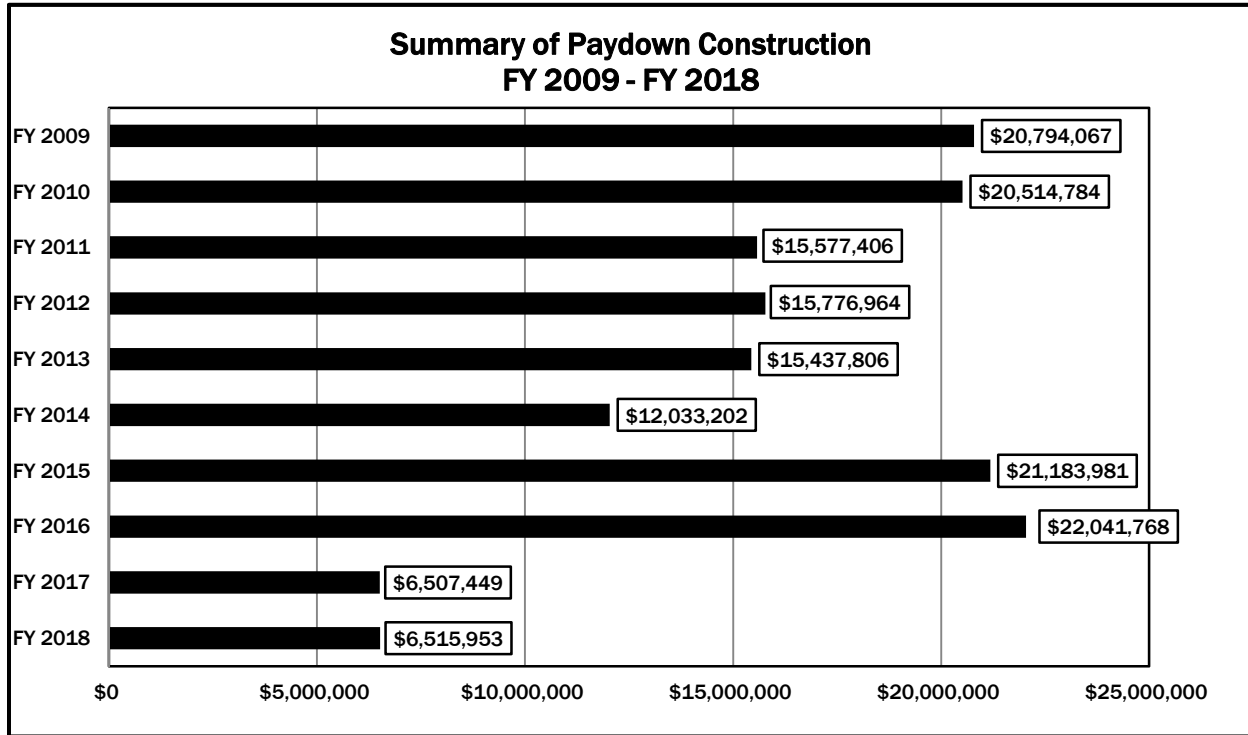 Summary of Paydown Construction
FY 2009 - FY 2018
FY 2009 $20,794,067
FY 2010 $20,514,784
FY 2011 $15,577,406
FY 2012 $15,776,964
FY 2013 $15,437,806
FY 2014 $12,033,202
FY 2015 $21,183,981
FY 2016 $22,041,768
FY 2017 $6,507,449
FY 2018 $6,515,953
$0 $5,000,000 $10,000,000 $15,000,000 $20,000,000 $25,000,000